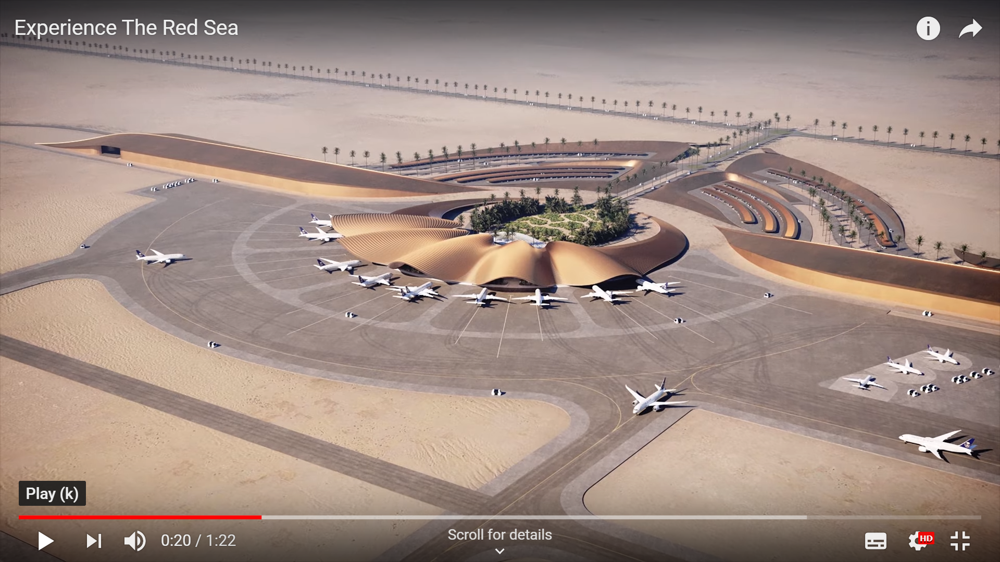 Experience The Red Sea
i
Play (k)
0:20 / 1:22
Scroll for details
HD